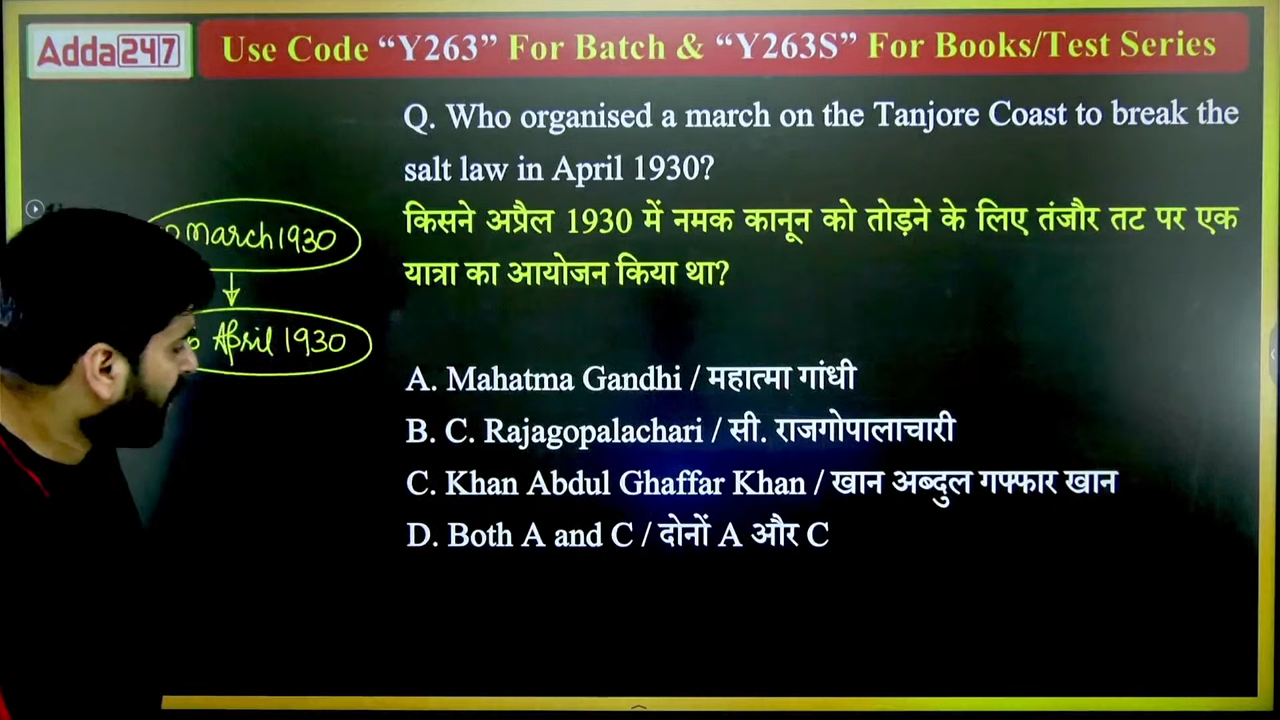 Adda247
Use Code “Y263” For Batch & “Y263S” For Books/Test Series
Q. Who organised a march on the Tanjore Coast to break the
salt law in April 1930?
किसने अप्रैल 1930 में नमक कानून को तोड़ने के लिए तंजौर तट पर एक
यात्रा का आयोजन किया था?
March 1930
April 1930
A. Mahatma Gandhi / महात्मा गांधी
B. C. Rajagopalachari / सी. राजगोपालाचारी
C. Khan Abdul Ghaffar Khan / खान अब्दुल गफ्फार खान
D. Both A and C / दोनों A और C